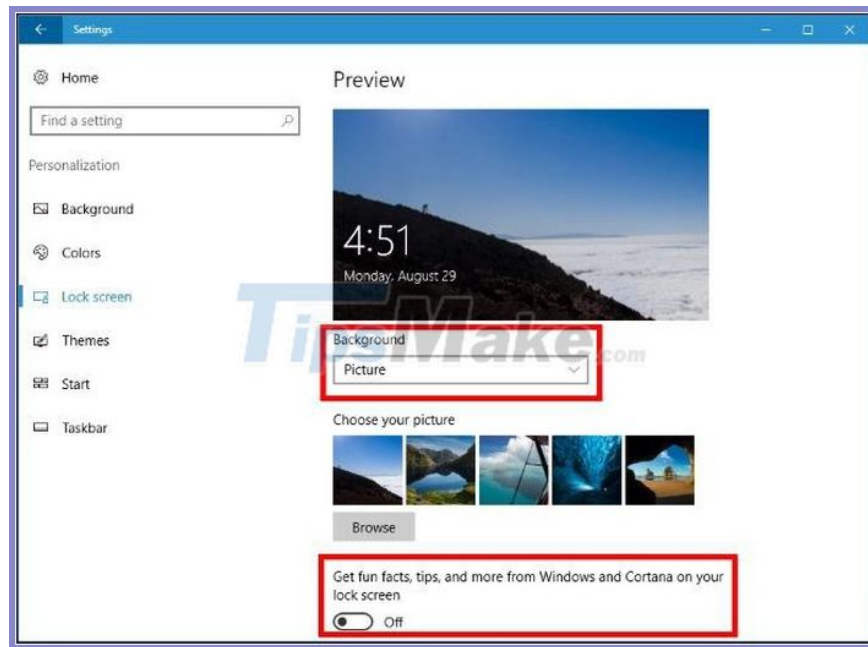 Settings
Home
Find a setting
Personalization
Background
Colors
Lock screen
Themes
Start
Taskbar
Preview
4:51
Monday, August 29
TipsMake.com
Background
Picture
Choose your picture
Browse
Get fun facts, tips, and more from Windows and Cortana on your
lock screen
Off